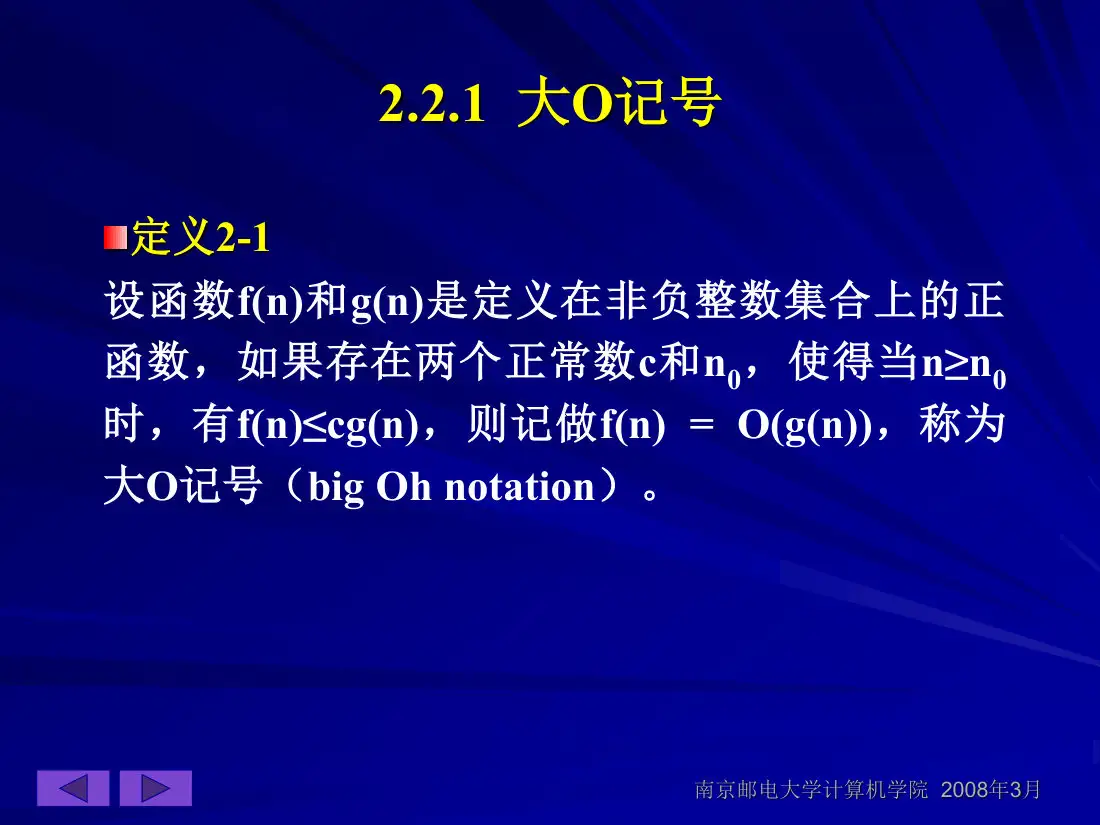 2.2.1 大O记号
定义2-1
设函数f(n)和g(n)是定义在非负整数集合上的正
函数，如果存在两个正常数c和n₀，使得当n≥n₀
时，有f(n)≤cg(n)，则记做f(n) = O(g(n))，称为
大O记号（big Oh notation）。
南京邮电大学计算机学院 2008年3月